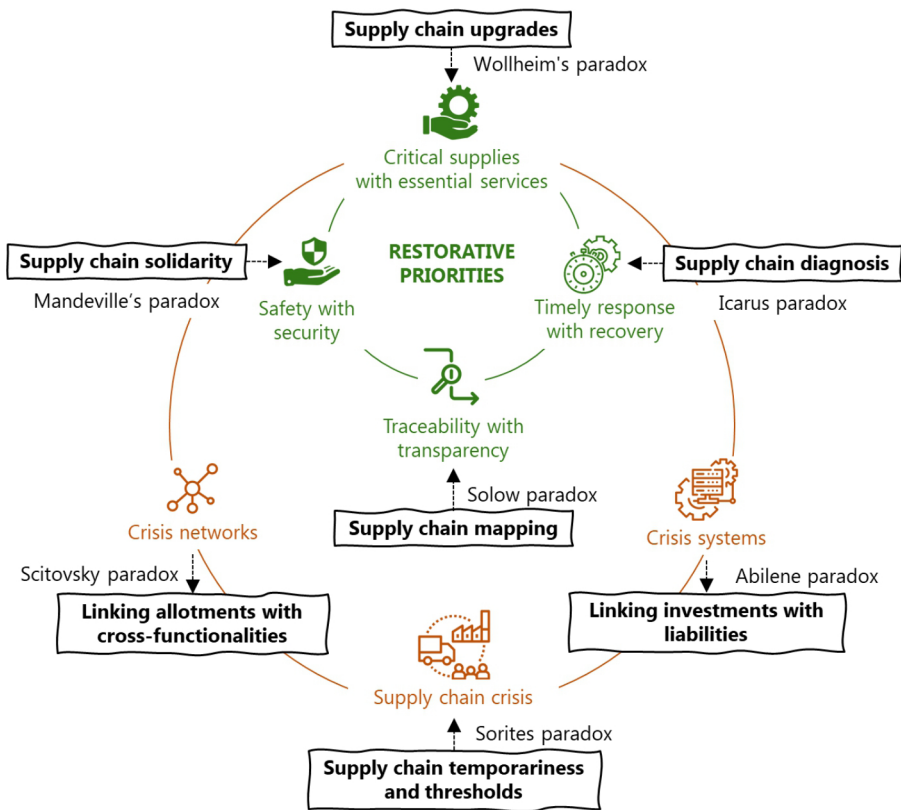 Supply chain upgrades
Wollheim's paradox
Critical supplies
with essential services
Supply chain solidarity
Mandeville's paradox
Safety with
security
RESTORATIVE
PRIORITIES
Timely response
with recovery
Supply chain diagnosis
Icarus paradox
Traceability with
transparency
Solow paradox
Supply chain mapping
Crisis networks
Scitovsky paradox
Linking allotments with
cross-functionalities
Crisis systems
Abilene paradox
Linking investments with
liabilities
Supply chain crisis
Sorites paradox
Supply chain temporariness
and thresholds